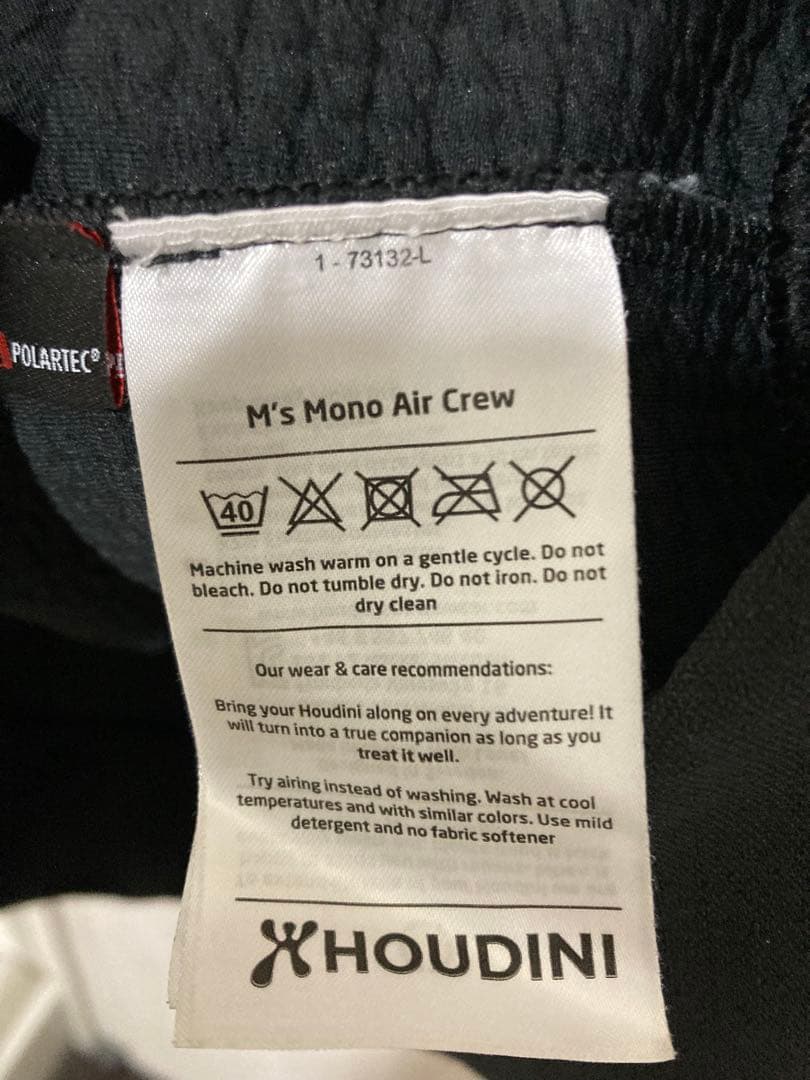 1 - 73132-L
POLARTEC®
M's Mono Air Crew
40
Machine wash warm on a gentle cycle. Do not
bleach. Do not tumble dry. Do not iron. Do not
dry clean
Our wear & care recommendations:
Bring your Houdini along on every adventure! It
will turn into a true companion as long as you
treat it well.
Try airing instead of washing. Wash at cool
temperatures and with similar colors. Use mild
detergent and no fabric softener
HOUDINI